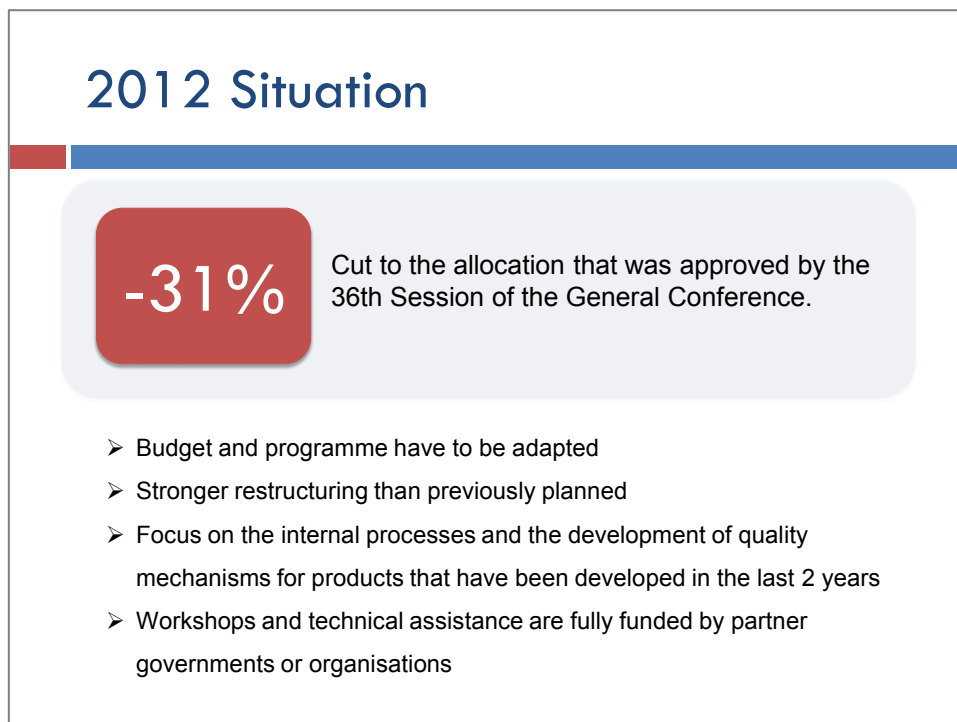 2012 Situation
-31%
Cut to the allocation that was approved by the
36th Session of the General Conference.
➢ Budget and programme have to be adapted
➢ Stronger restructuring than previously planned
➢ Focus on the internal processes and the development of quality
mechanisms for products that have been developed in the last 2 years
➢ Workshops and technical assistance are fully funded by partner
governments or organisations